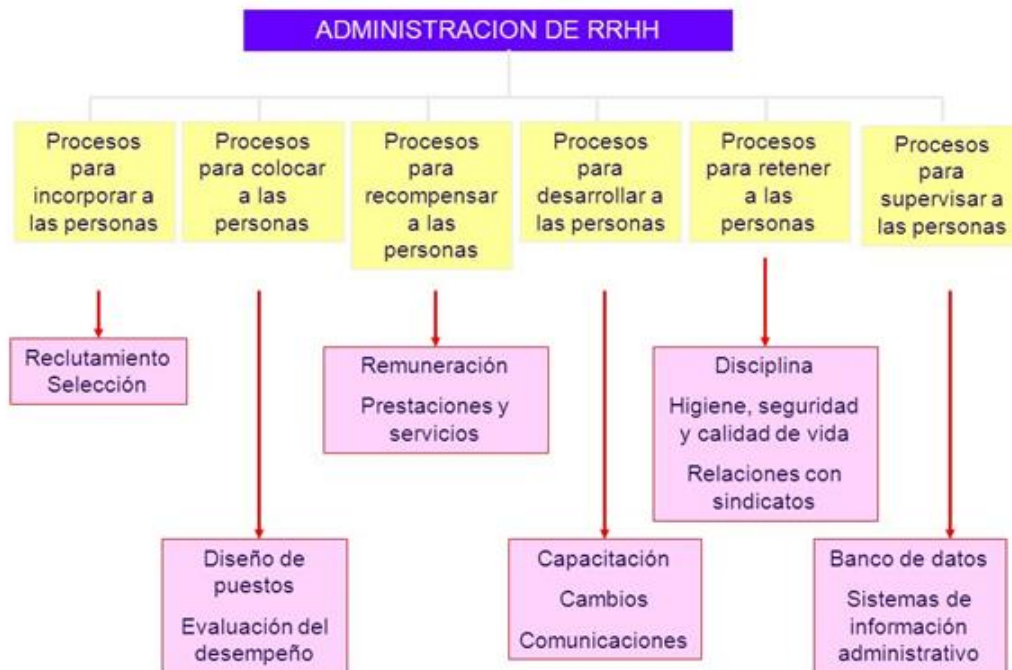 ADMINISTRACION DE RRHH
Procesos
para
incorporar a
las personas
Procesos
para colocar
a las
personas
Procesos
para
recompensar
a las
personas
Procesos
para
desarrollar a
las personas
Procesos
para retener
a las
personas
Procesos
para
supervisar a
las personas
Reclutamiento
Selección
Remuneración
Prestaciones y
servicios
Disciplina
Higiene, seguridad
y calidad de vida
Relaciones con
sindicatos
Diseño de
puestos
Evaluación del
desempeño
Capacitación
Cambios
Comunicaciones
Banco de datos
Sistemas de
información
administrativo